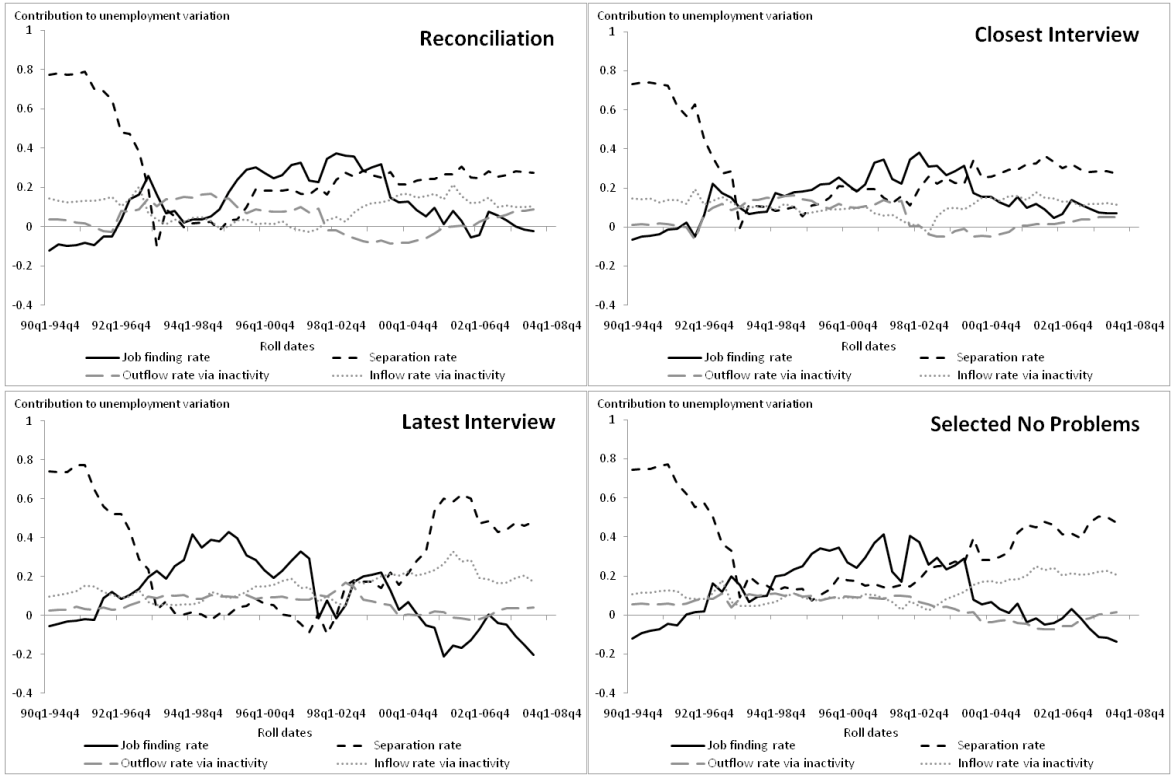 Contribution to unemployment variation
Reconciliation
1
0.8
0.6
0.4
0.2
0
-0.2
-0.4
90q1-94q4 92q1-96q4 94q1-98q4 96q1-00q4 98q1-02q4 00q1-04q4 02q1-06q4 04q1-08q4
Roll dates
Job finding rate Separation rate
Outflow rate via inactivity Inflow rate via inactivity
Contribution to unemployment variation
Closest Interview
1
0.8
0.6
0.4
0.2
0
-0.2
-0.4
90q1-94q4 92q1-96q4 94q1-98q4 96q1-00q4 98q1-02q4 00q1-04q4 02q1-06q4 04q1-08q4
Roll dates
Job finding rate Separation rate
Outflow rate via inactivity Inflow rate via inactivity
Contribution to unemployment variation
Latest Interview
1
0.8
0.6
0.4
0.2
0
-0.2
-0.4
90q1-94q4 92q1-96q4 94q1-98q4 96q1-00q4 98q1-02q4 00q1-04q4 02q1-06q4 04q1-08q4
Roll dates
Job finding rate Separation rate
Outflow rate via inactivity Inflow rate via inactivity
Contribution to unemployment variation
Selected No Problems
1
0.8
0.6
0.4
0.2
0
-0.2
-0.4
90q1-94q4 92q1-96q4 94q1-98q4 96q1-00q4 98q1-02q4 00q1-04q4 02q1-06q4 04q1-08q4
Roll dates
Job finding rate Separation rate
Outflow rate via inactivity Inflow rate via inactivity